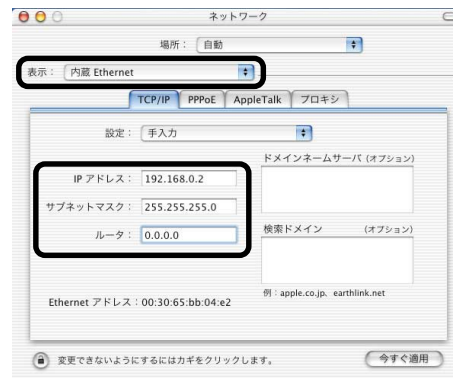 ネットワーク
場所： 自動
表示： 内蔵 Ethernet
TCP/IP PPPoE AppleTalk プロキシ
設定： 手入力
ドメインネームサーバ (オプション)
IP アドレス： 192.168.0.2
サブネットマスク： 255.255.255.0
ルータ： 0.0.0.0
検索ドメイン (オプション)
例：apple.co.jp、earthlink.net
Ethernet アドレス：00:30:65:bb:04:e2
変更できないようにするにはカギをクリックします。 今すぐ適用